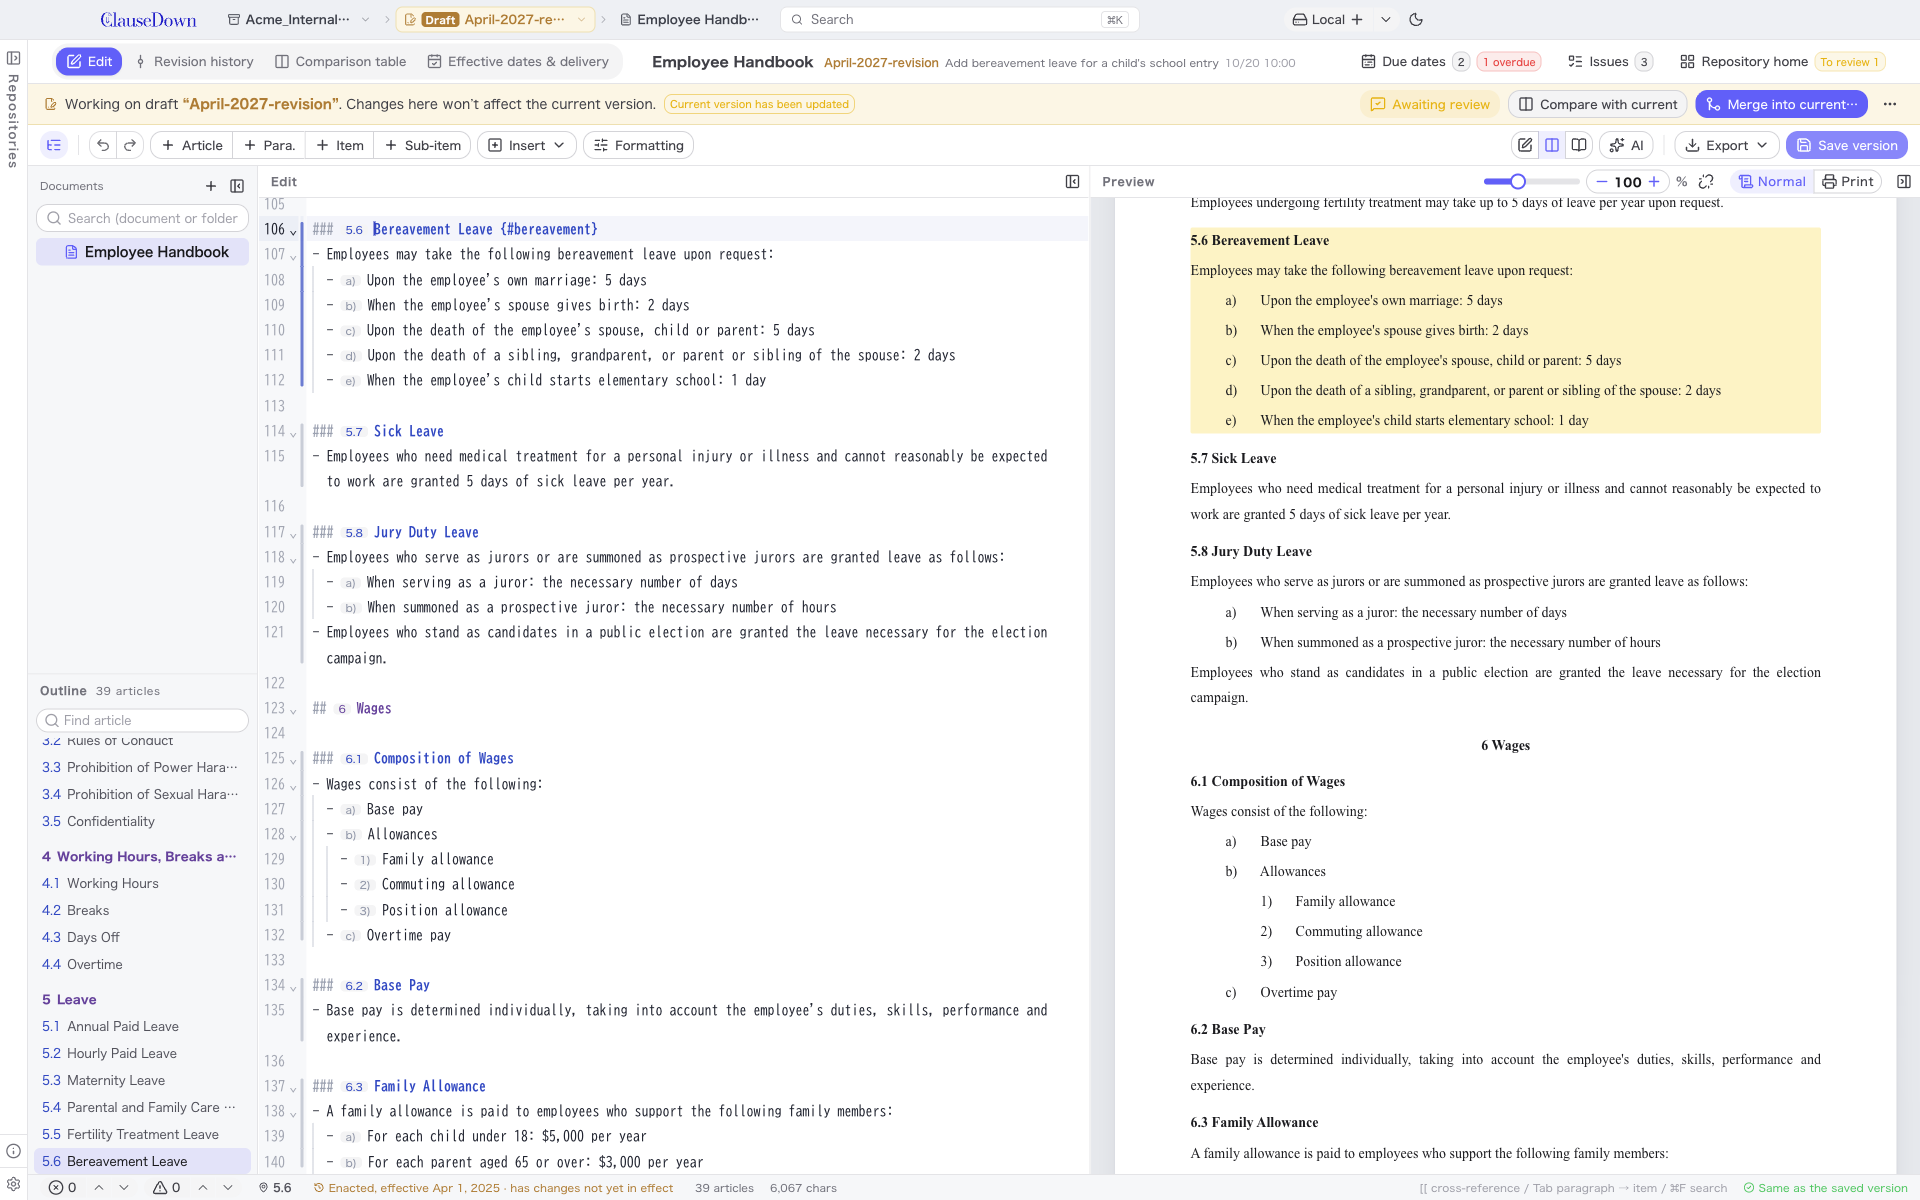 ClauseDown
Acme_Internal···
Draft April-2027-re···
Employee Handb···
Search ⌘K
Local
Edit
Revision history
Comparison table
Effective dates & delivery
Employee Handbook April-2027-revision Add bereavement leave for a child's school entry 10/20 10:00
Due dates 2 1 overdue
Issues 3
Repository home To review 1
Repositories
Working on draft “April-2027-revision”. Changes here won’t affect the current version. Current version has been updated
Awaiting review
Compare with current
Merge into current···
+ Article
+ Para.
+ Item
+ Sub-item
Insert
Formatting
AI
Export
Save version
Documents
Search (document or folder
Employee Handbook
Outline 39 articles
Find article
3.2 Rules of Conduct
3.3 Prohibition of Power Hara···
3.4 Prohibition of Sexual Hara···
3.5 Confidentiality
4 Working Hours, Breaks a···
4.1 Working Hours
4.2 Breaks
4.3 Days Off
4.4 Overtime
5 Leave
5.1 Annual Paid Leave
5.2 Hourly Paid Leave
5.3 Maternity Leave
5.4 Parental and Family Care ···
5.5 Fertility Treatment Leave
5.6 Bereavement Leave
Edit
105
106 ### 5.6 Bereavement Leave {#bereavement}
107 – Employees may take the following bereavement leave upon request:
108 – a) Upon the employee's own marriage: 5 days
109 – b) When the employee's spouse gives birth: 2 days
110 – c) Upon the death of the employee's spouse, child or parent: 5 days
111 – d) Upon the death of a sibling, grandparent, or parent or sibling of the spouse: 2 days
112 – e) When the employee's child starts elementary school: 1 day
113
114 ### 5.7 Sick Leave
115 – Employees who need medical treatment for a personal injury or illness and cannot reasonably be expected
to work are granted 5 days of sick leave per year.
116
117 ### 5.8 Jury Duty Leave
118 – Employees who serve as jurors or are summoned as prospective jurors are granted leave as follows:
119 – a) When serving as a juror: the necessary number of days
120 – b) When summoned as a prospective juror: the necessary number of hours
121 – Employees who stand as candidates in a public election are granted the leave necessary for the election
campaign.
122
123 ## 6 Wages
124
125 ### 6.1 Composition of Wages
126 – Wages consist of the following:
127 – a) Base pay
128 – b) Allowances
129 – 1) Family allowance
130 – 2) Commuting allowance
131 – 3) Position allowance
132 – c) Overtime pay
133
134 ### 6.2 Base Pay
135 – Base pay is determined individually, taking into account the employee's duties, skills, performance and
experience.
136
137 ### 6.3 Family Allowance
138 – A family allowance is paid to employees who support the following family members:
139 – a) For each child under 18: $5,000 per year
140 – b) For each parent aged 65 or over: $3,000 per year
Preview
− 100 + %
Normal
Print
Employees undergoing fertility treatment may take up to 5 days of leave per year upon request.
5.6 Bereavement Leave
Employees may take the following bereavement leave upon request:
a) Upon the employee's own marriage: 5 days
b) When the employee's spouse gives birth: 2 days
c) Upon the death of the employee's spouse, child or parent: 5 days
d) Upon the death of a sibling, grandparent, or parent or sibling of the spouse: 2 days
e) When the employee's child starts elementary school: 1 day
5.7 Sick Leave
Employees who need medical treatment for a personal injury or illness and cannot reasonably be expected to
work are granted 5 days of sick leave per year.
5.8 Jury Duty Leave
Employees who serve as jurors or are summoned as prospective jurors are granted leave as follows:
a) When serving as a juror: the necessary number of days
b) When summoned as a prospective juror: the necessary number of hours
Employees who stand as candidates in a public election are granted the leave necessary for the election
campaign.
6 Wages
6.1 Composition of Wages
Wages consist of the following:
a) Base pay
b) Allowances
1) Family allowance
2) Commuting allowance
3) Position allowance
c) Overtime pay
6.2 Base Pay
Base pay is determined individually, taking into account the employee's duties, skills, performance and
experience.
6.3 Family Allowance
A family allowance is paid to employees who support the following family members:
0
0
5.6
Enacted, effective Apr 1, 2025 · has changes not yet in effect
39 articles
6,067 chars
[[ cross-reference / Tab paragraph → item / ⌘F search
Same as the saved version